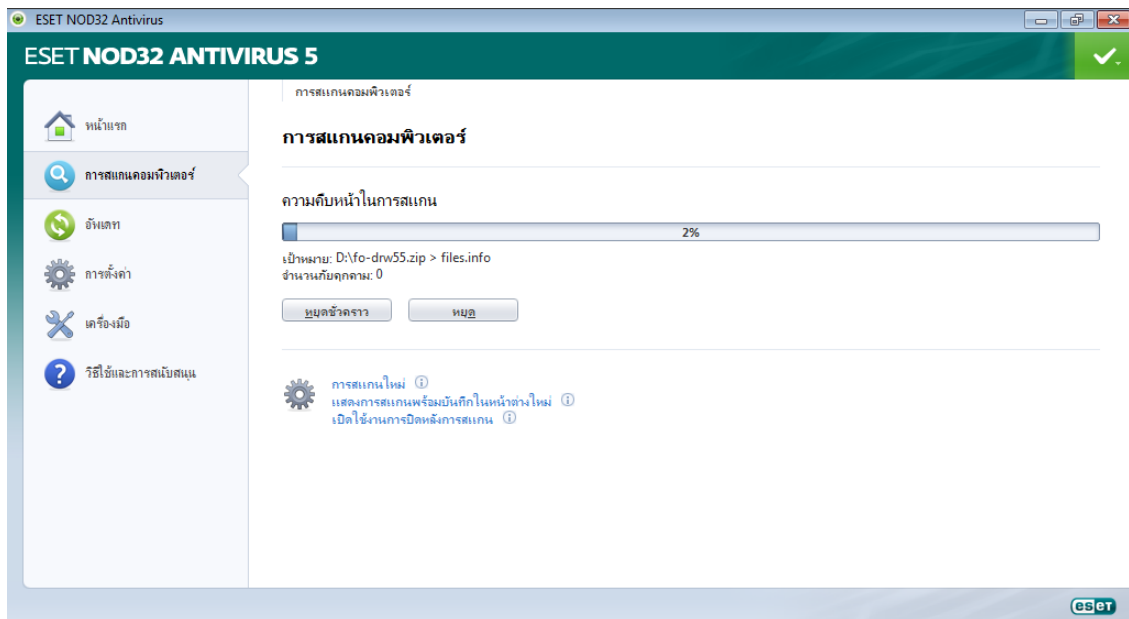 ESET NOD32 Antivirus
ESET NOD32 ANTIVIRUS 5
การสแกนคอมพิวเตอร์
หน้าแรก
การสแกนคอมพิวเตอร์
การสแกนคอมพิวเตอร์
ความคืบหน้าในการสแกน
อัพเดท
2%
เป้าหมาย: D:\fo-drw55.zip > files.info
การตั้งค่า
จำนวนภัยคุกคาม: 0
หยุดชั่วคราว หยุด
เครื่องมือ
วิธีใช้และการสนับสนุน
การสแกนใหม่
แสดงการสแกนพร้อมบันทึกในหน้าต่างใหม่
เปิดใช้งานการปิดหลังการสแกน
eseT